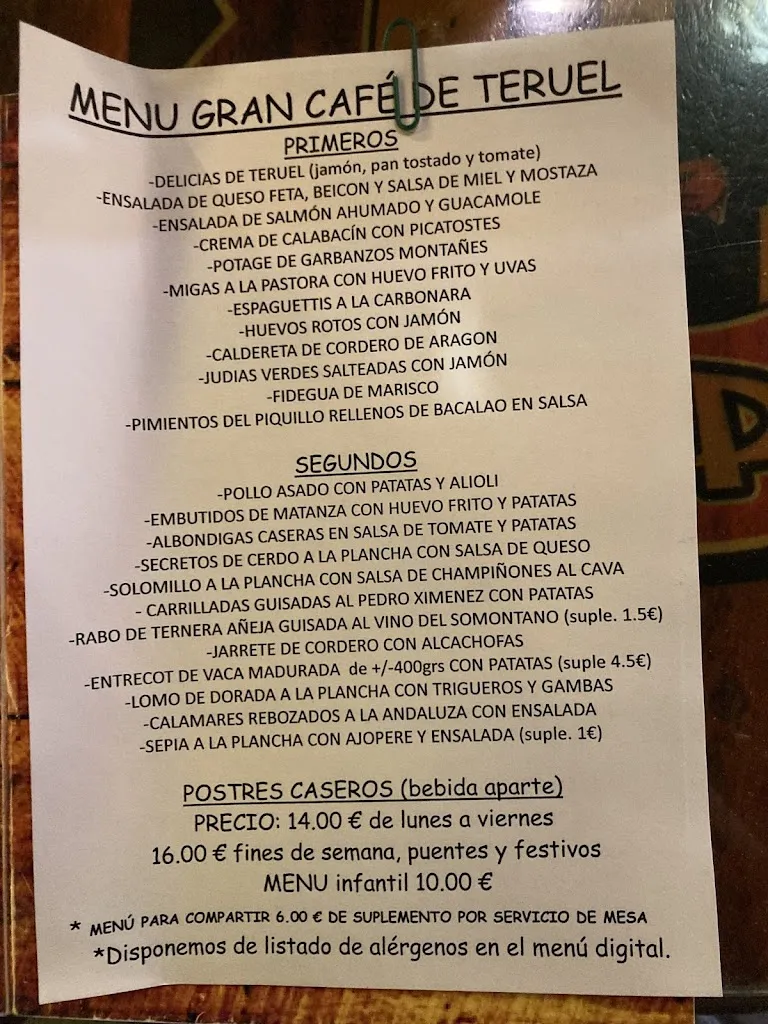 MENU GRAN CAFÉ DE TERUEL
PRIMEROS
-DELICIAS DE TERUEL (jamón, pan tostado y tomate)
-ENSALADA DE QUESO FETA, BEICON Y SALSA DE MIEL Y MOSTAZA
-ENSALADA DE SALMÓN AHUMADO Y GUACAMOLE
-CREMA DE CALABACÍN CON PICATOSTES
-POTAGE DE GARBANZOS MONTAÑES
-MIGAS A LA PASTORA CON HUEVO FRITO Y UVAS
-ESPAGUETTIS A LA CARBONARA
-HUEVOS ROTOS CON JAMÓN
-CALDERETA DE CORDERO DE ARAGON
-JUDIAS VERDES SALTEADAS CON JAMÓN
-FIDEGUA DE MARISCO
-PIMIENTOS DEL PIQUILLO RELLENOS DE BACALAO EN SALSA
SEGUNDOS
-POLLO ASADO CON PATATAS Y ALIOLI
-EMBUTIDOS DE MATANZA CON HUEVO FRITO Y PATATAS
-ALBONDIGAS CASERAS EN SALSA DE TOMATE Y PATATAS
-SECRETOS DE CERDO A LA PLANCHA CON SALSA DE QUESO
-SOLOMILLO A LA PLANCHA CON SALSA DE CHAMPIÑONES AL CAVA
- CARRILLADAS GUISADAS AL PEDRO XIMENEZ CON PATATAS
-RABO DE TERNERA AÑEJA GUISADA AL VINO DEL SOMONTANO (suple. 1.5€)
-JARRETE DE CORDERO CON ALCACHOFAS
-ENTRECOT DE VACA MADURADA de +/-400grs CON PATATAS (suple 4.5€)
-LOMO DE DORADA A LA PLANCHA CON TRIGUEROS Y GAMBAS
-CALAMARES REBOZADOS A LA ANDALUZA CON ENSALADA
-SEPIA A LA PLANCHA CON AJOPERE Y ENSALADA (suple. 1€)
POSTRES CASEROS (bebida aparte)
PRECIO: 14.00 € de lunes a viernes
16.00 € fines de semana, puentes y festivos
MENU infantil 10.00 €
* MENÚ PARA COMPARTIR 6.00 € DE SUPLEMENTO POR SERVICIO DE MESA
*Disponemos de listado de alérgenos en el menú digital.